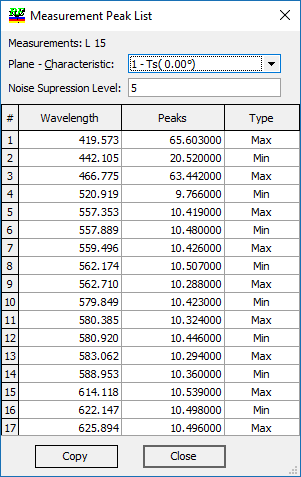 Measurement Peak List
Measurements: L 15
Plane - Characteristic: 1 - Ts( 0.00°)
Noise Supression Level: 5
# Wavelength Peaks Type
1 419.573 65.603000 Max
2 442.105 20.520000 Min
3 466.775 63.442000 Max
4 520.919 9.766000 Min
5 557.353 10.419000 Max
6 557.889 10.480000 Min
7 559.496 10.426000 Max
8 562.174 10.507000 Min
9 562.710 10.288000 Max
10 579.849 10.423000 Min
11 580.385 10.324000 Max
12 580.920 10.446000 Min
13 583.062 10.294000 Max
14 588.953 10.360000 Min
15 614.118 10.539000 Max
16 622.147 10.498000 Min
17 625.894 10.496000 Max
Copy Close